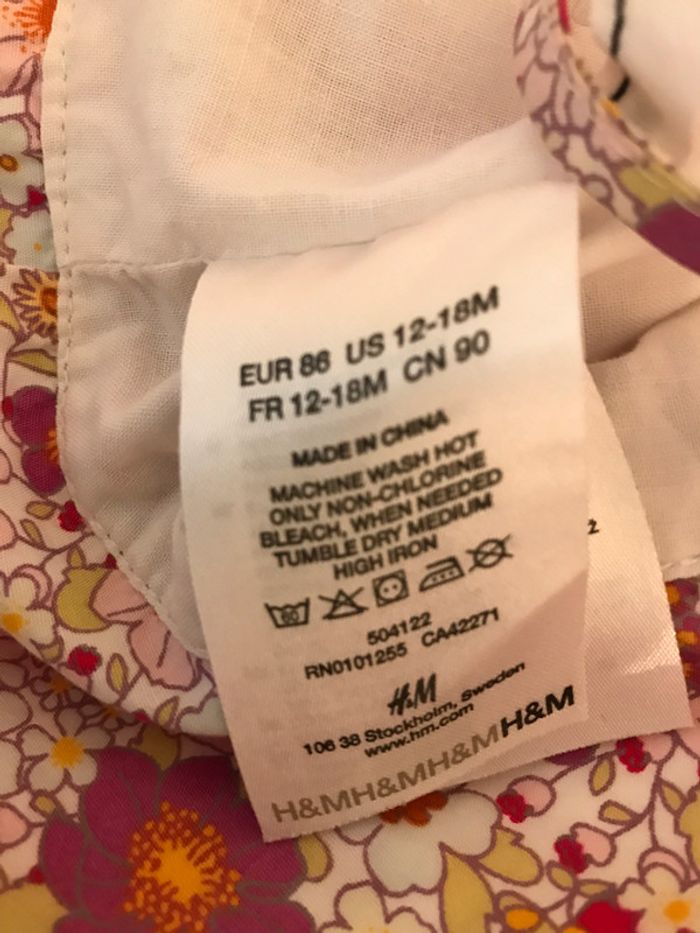 EUR 86 US 12-18M
FR 12-18M CN 90
MADE IN CHINA
MACHINE WASH HOT
ONLY NON-CHLORINE
BLEACH, WHEN NEEDED
TUMBLE DRY MEDIUM
HIGH IRON
60
504122
RN0101255 CA42271
H&M
106 38 Stockholm, Sweden
www.hm.com
H&MH&MH&MH&M
2